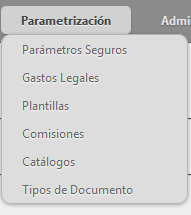 Parametrización
Parámetros Seguros
Gastos Legales
Plantillas
Comisiones
Catálogos
Tipos de Documento